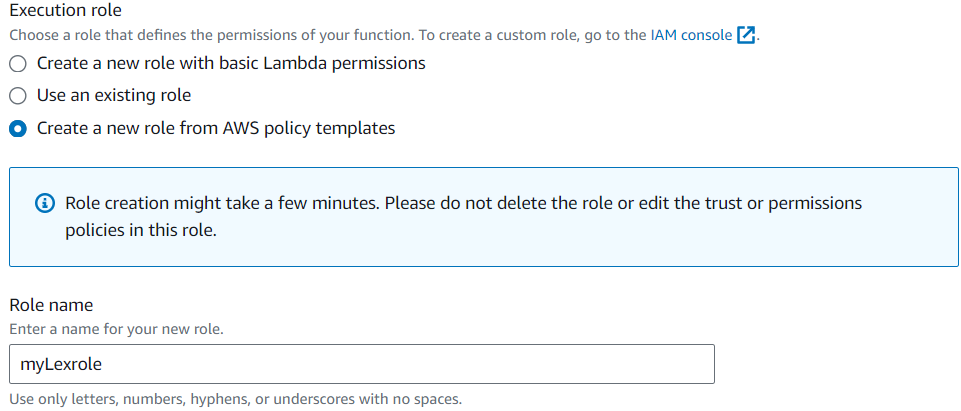 Execution role
Choose a role that defines the permissions of your function. To create a custom role, go to the IAM console.
Create a new role with basic Lambda permissions
Use an existing role
Create a new role from AWS policy templates
Role creation might take a few minutes. Please do not delete the role or edit the trust or permissions
policies in this role.
Role name
Enter a name for your new role.
myLexrole
Use only letters, numbers, hyphens, or underscores with no spaces.